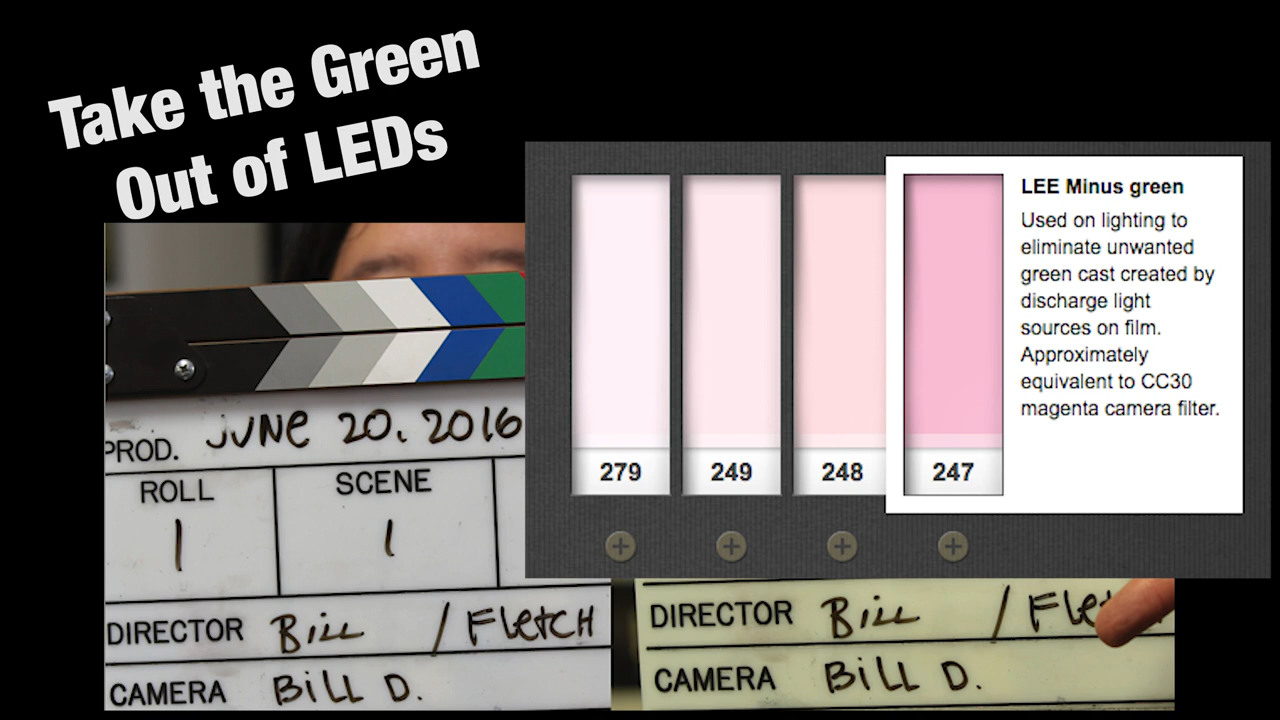 Take the Green
Out of LEDs
LEE Minus green
Used on lighting to
eliminate unwanted
green cast created by
discharge light
sources on film.
Approximately
equivalent to CC30
magenta camera filter.
279
249
248
247
PROD. JUNE 20. 2016
ROLL
SCENE
1
1
DIRECTOR Bill / Fletch
CAMERA Bill D.
DIRECTOR Bill / Fle
CAMERA Bill D.